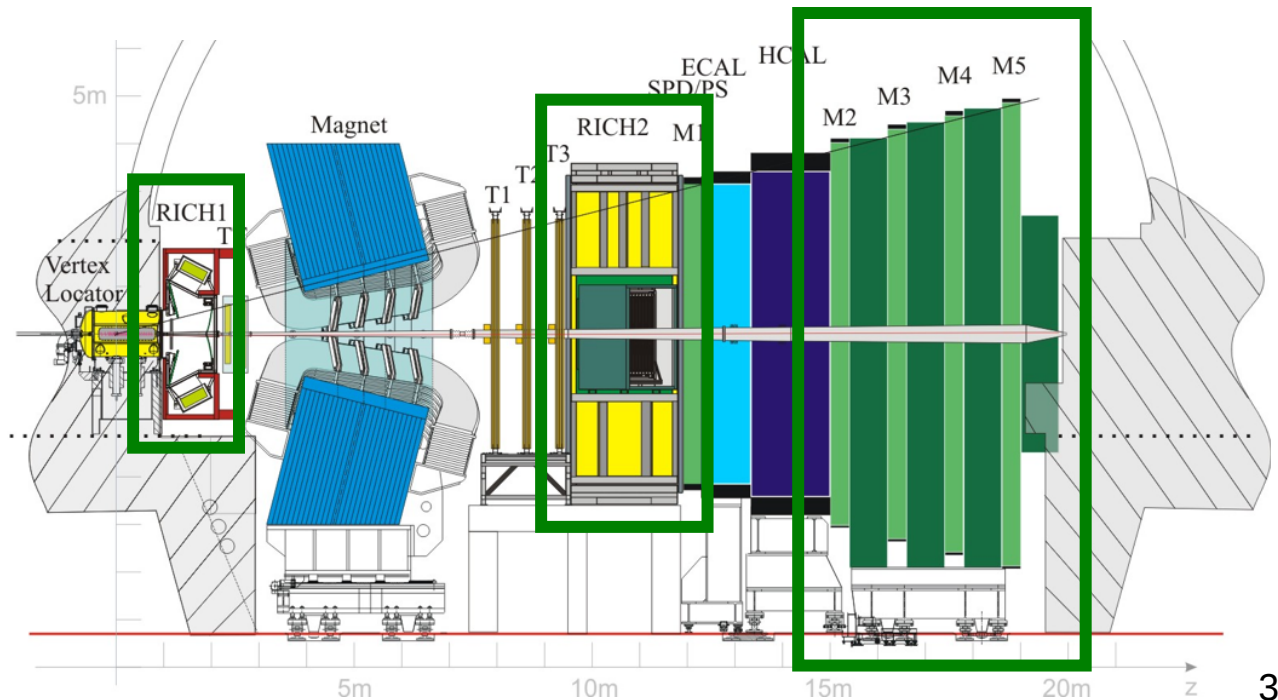 HCAL
ECAL
SPD/PS
M5
M4
M3
M2
5m
Magnet
RICH2
M1
T3
T2
T1
RICH1
Vertex
Locator
5m
10m
15m
20m
z
3